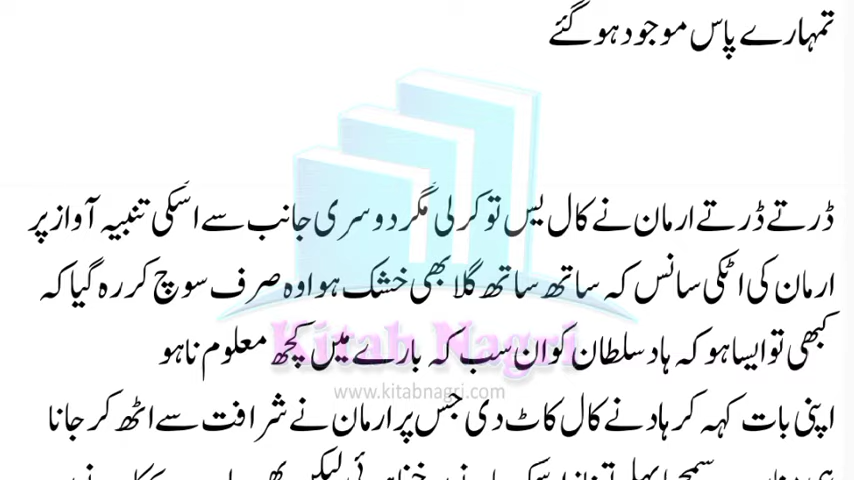 تمہارے پاس موجود ہو گئے
ڈرتے ڈرتے ارمان نے کال یس تو کر لی مگر دوسری جانب سے اسکی تنبیہ آواز پر
ارمان کی اٹکی سانس کہ ساتھ ساتھ گلا بھی خشک ہوا وہ صرف سوچ کر رہ گیا کہ
کبھی تو ایسا ہو کہ ہاد سلطان کو ان سب کہ بارے میں کچھ معلوم نا ہو
Kitab Nagri
www.kitabnagri.com
اپنی بات کہہ کر ہاد نے کال کاٹ دی جس پر ارمان نے شرافت سے اٹھ کر جانا